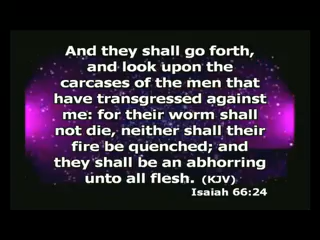 And they shall go forth,
and look upon the
carcases of the men that
have transgressed against
me: for their worm shall
not die, neither shall their
fire be quenched; and
they shall be an abhorring
unto all flesh. (KJV)
Isaiah 66:24